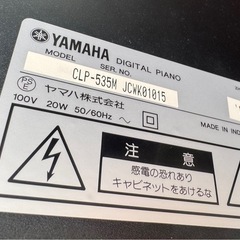 YAMAHA DIGITAL PIANO
MODEL SER.NO.
CLP-535M JCWK01015
PS
E
ヤマハ株式会社
100V 20W 50/60Hz
MADE IN IND
注 意
感電の恐れあり
キャビネットをあけるな